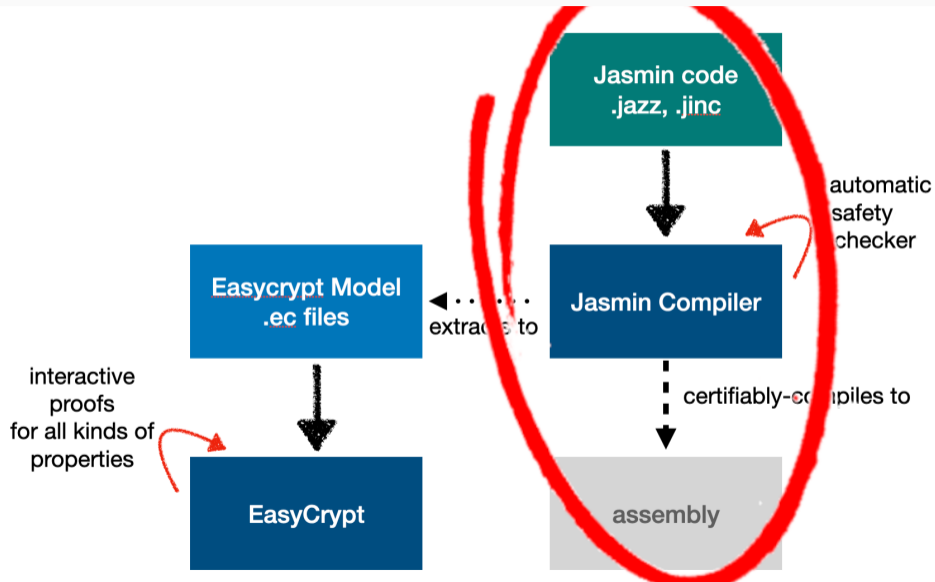 Jasmin code
.jazz, .jinc
automatic
safety
checker
Easycrypt Model
.ec files
extracts to
Jasmin Compiler
interactive
proofs
for all kinds of
properties
certifiably-compiles to
EasyCrypt
assembly